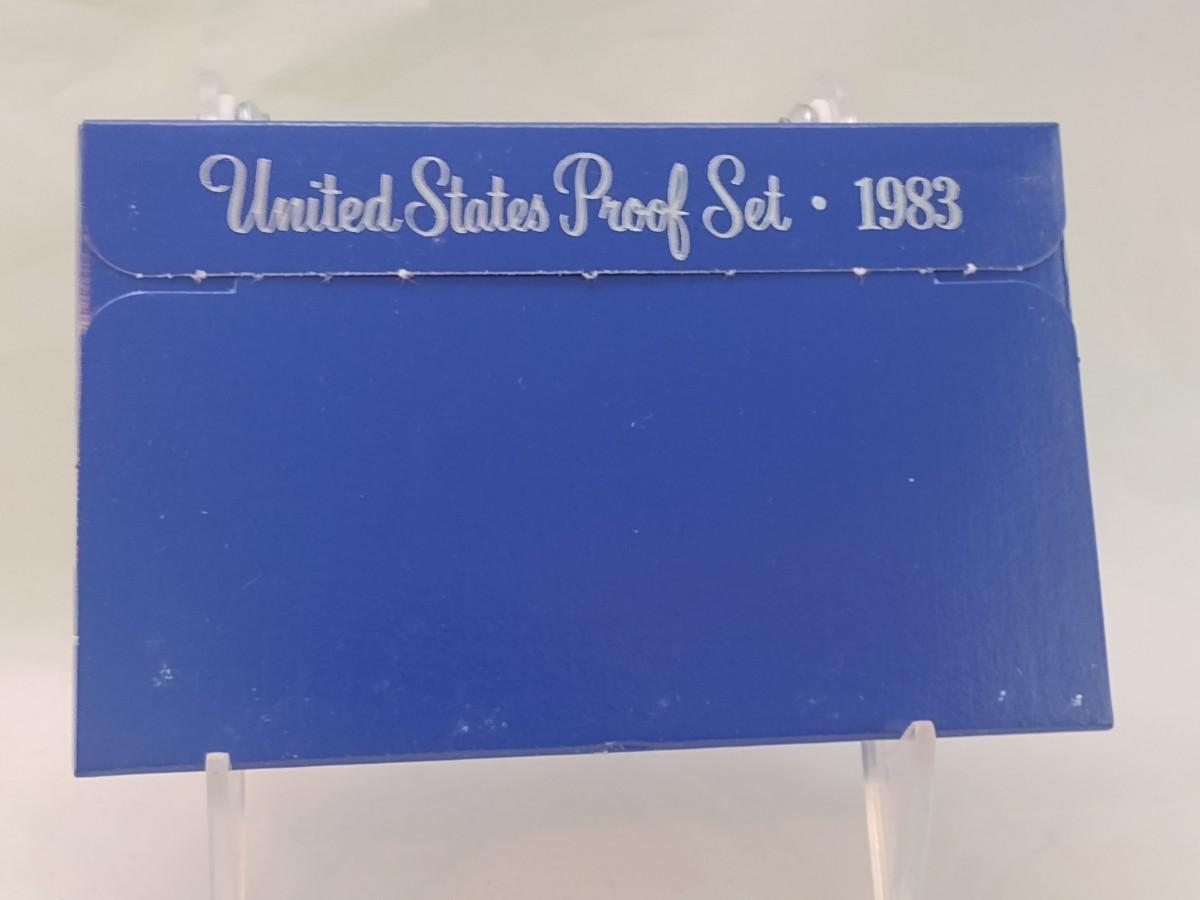 United States Proof Set • 1983